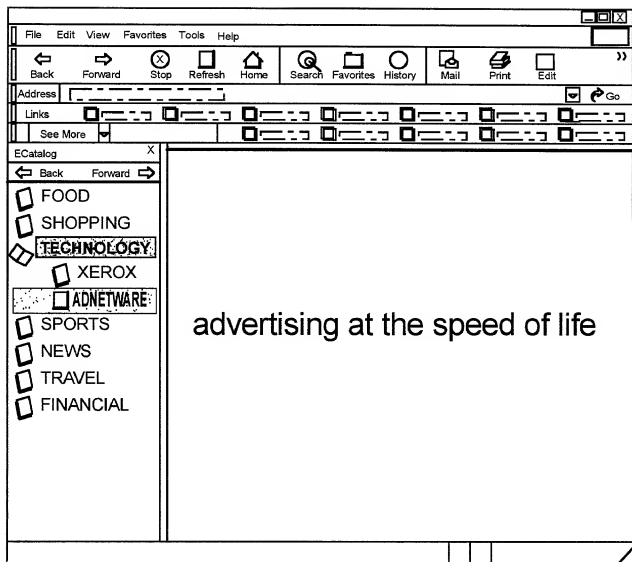 File Edit View Favorites Tools Help
Back Forward Stop Refresh Home Search Favorites History Mail Print Edit
Address Go
Links
See More
ECatalog X
Back Forward
FOOD
SHOPPING
TECHNOLOGY
XEROX
ADNETWARE
SPORTS
NEWS
TRAVEL
FINANCIAL
advertising at the speed of life